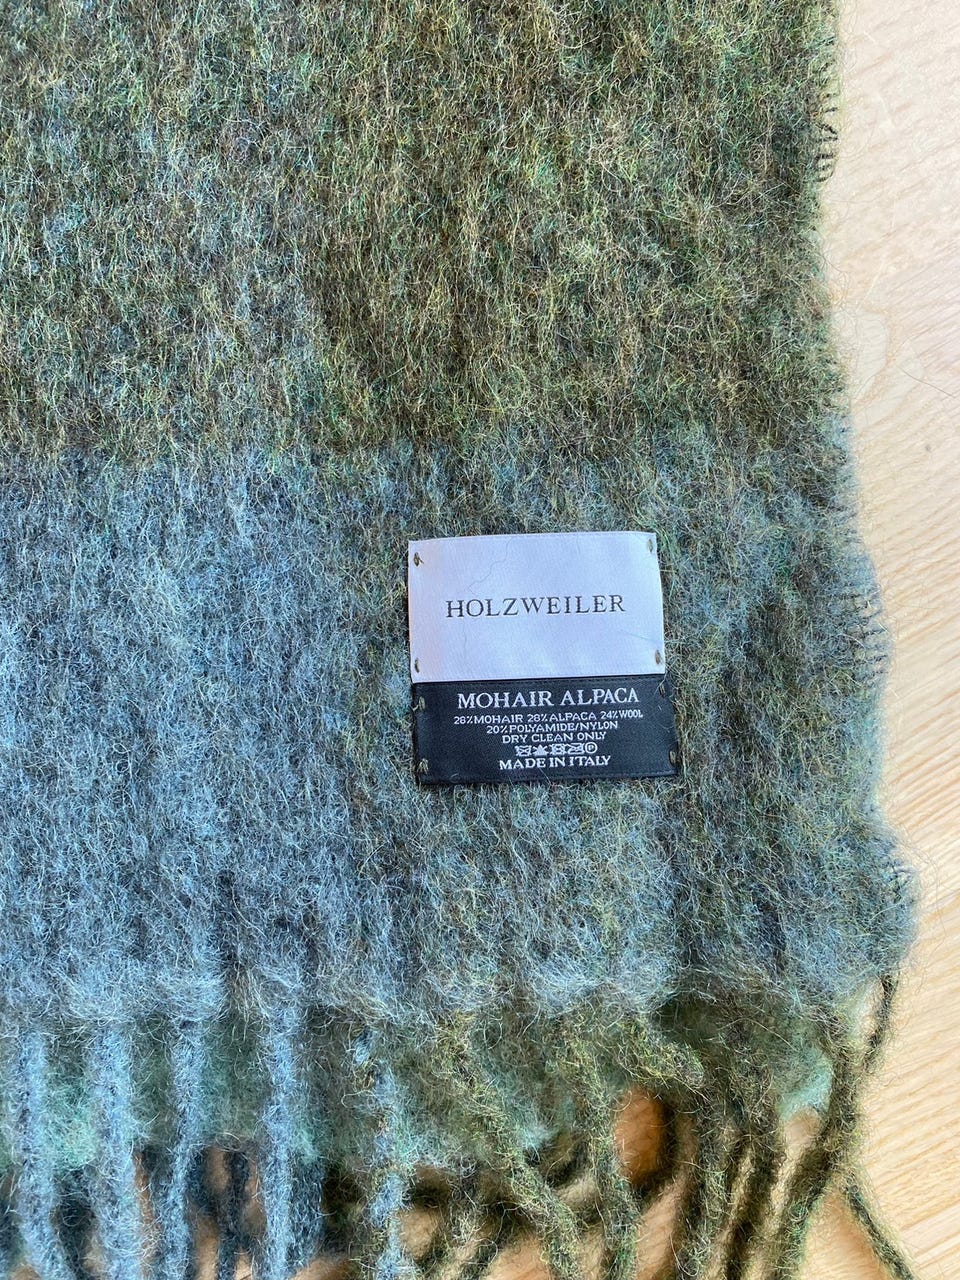 HOLZWEILER
MOHAIR ALPACA
28%MOHAIR 28%ALPACA 24%WOOL
20%POLYAMIDE/NYLON
DRY CLEAN ONLY
MADE IN ITALY